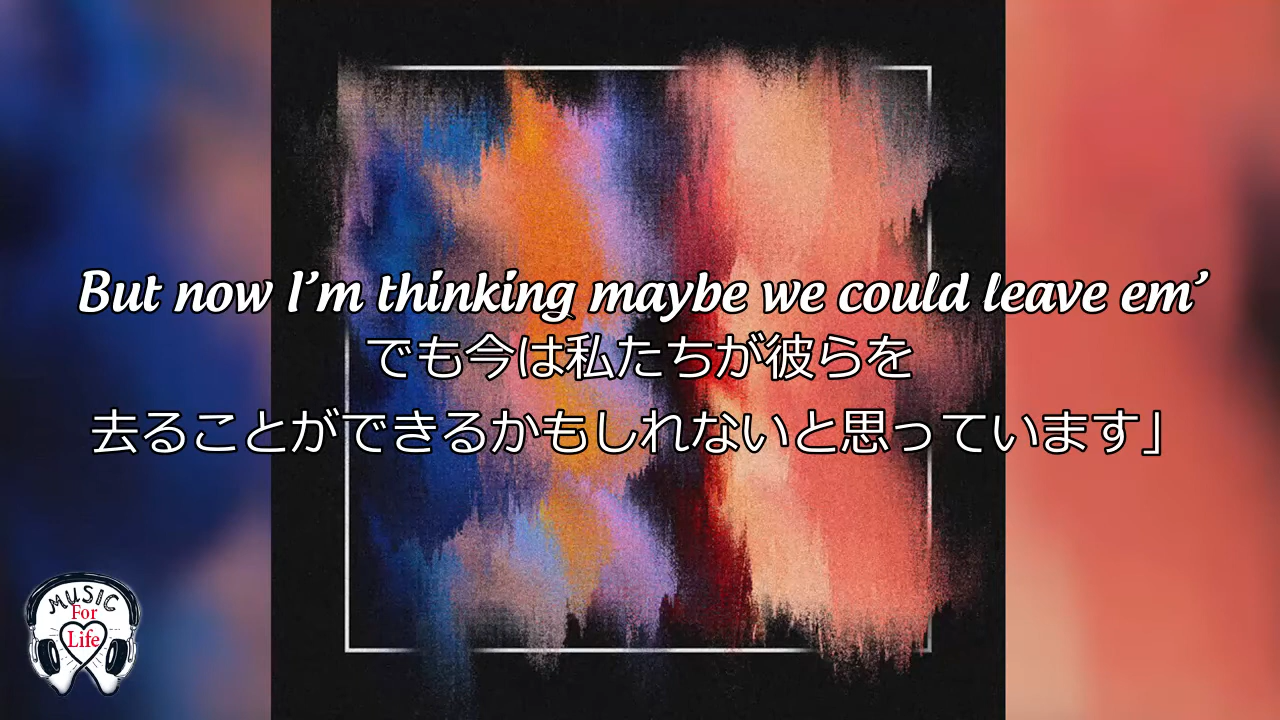 But now I'm thinking maybe we could leave em'
でも今は私たちが彼らを
去ることができるかもしれないと思っています」
MUSIC
For
Life